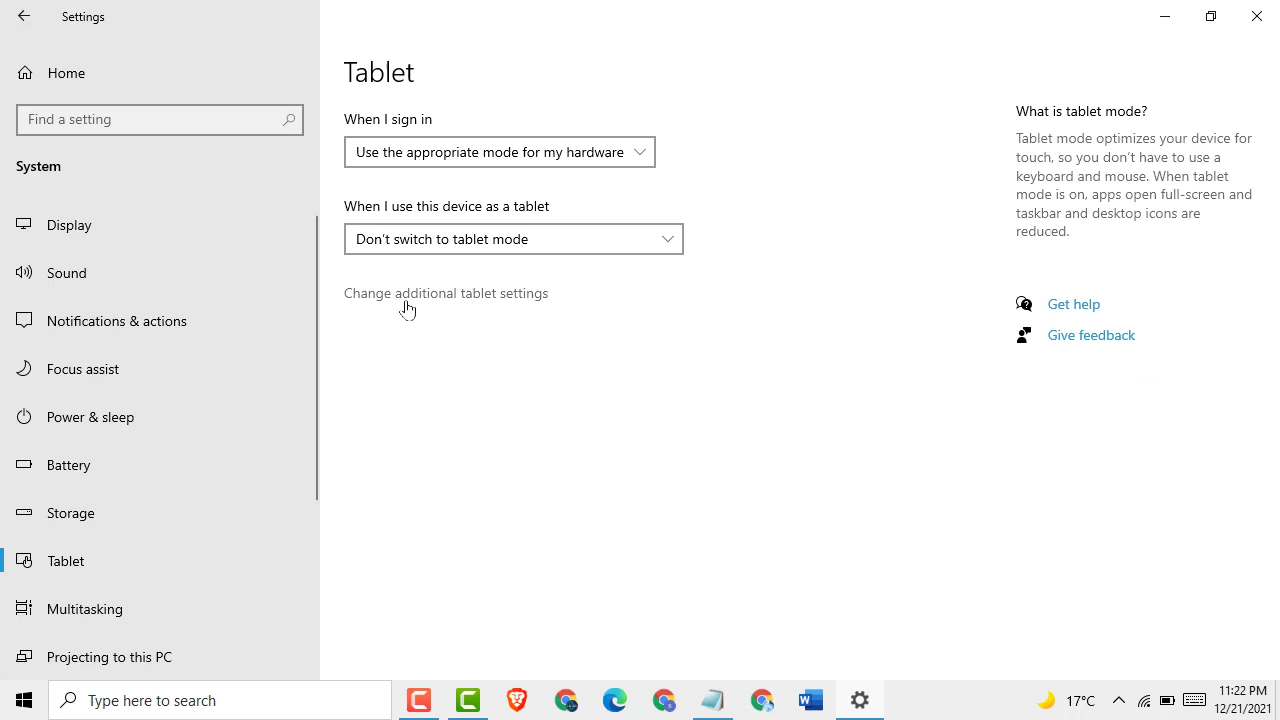 Settings
Home
Find a setting
System
Display
Sound
Notifications & actions
Focus assist
Power & sleep
Battery
Storage
Tablet
Multitasking
Projecting to this PC
Tablet
When I sign in
Use the appropriate mode for my hardware
When I use this device as a tablet
Don't switch to tablet mode
Change additional tablet settings
What is tablet mode?
Tablet mode optimizes your device for
touch, so you don't have to use a
keyboard and mouse. When tablet
mode is on, apps open full-screen and
taskbar and desktop icons are
reduced.
Get help
Give feedback
Type here to search
17°C
11:22 PM
12/21/2021